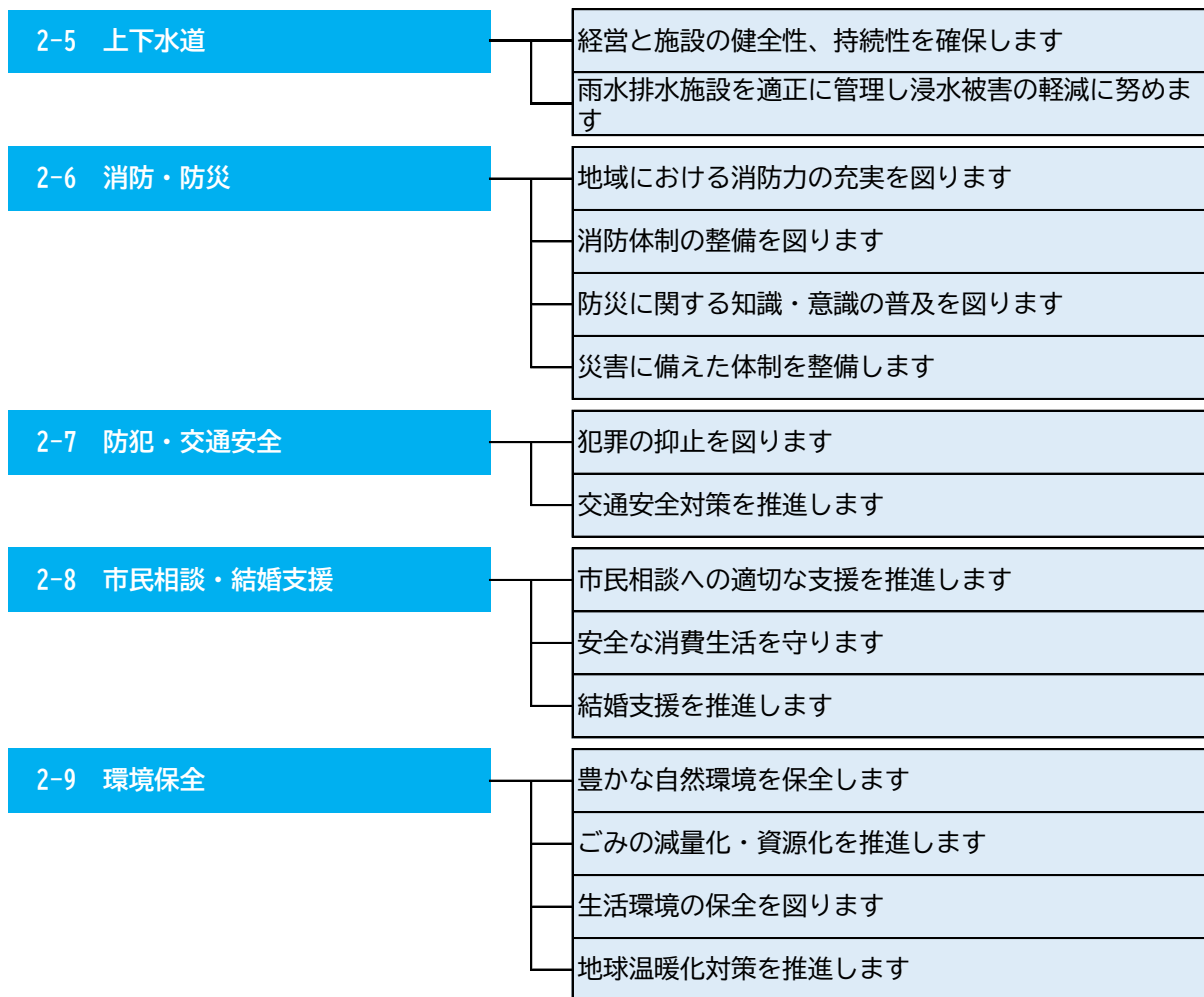 2-5 上下水道
経営と施設の健全性、持続性を確保します
雨水排水施設を適正に管理し浸水被害の軽減に努めま
す
2-6 消防・防災
地域における消防力の充実を図ります
消防体制の整備を図ります
防災に関する知識・意識の普及を図ります
災害に備えた体制を整備します
2-7 防犯・交通安全
犯罪の抑止を図ります
交通安全対策を推進します
2-8 市民相談・結婚支援
市民相談への適切な支援を推進します
安全な消費生活を守ります
結婚支援を推進します
2-9 環境保全
豊かな自然環境を保全します
ごみの減量化・資源化を推進します
生活環境の保全を図ります
地球温暖化対策を推進します